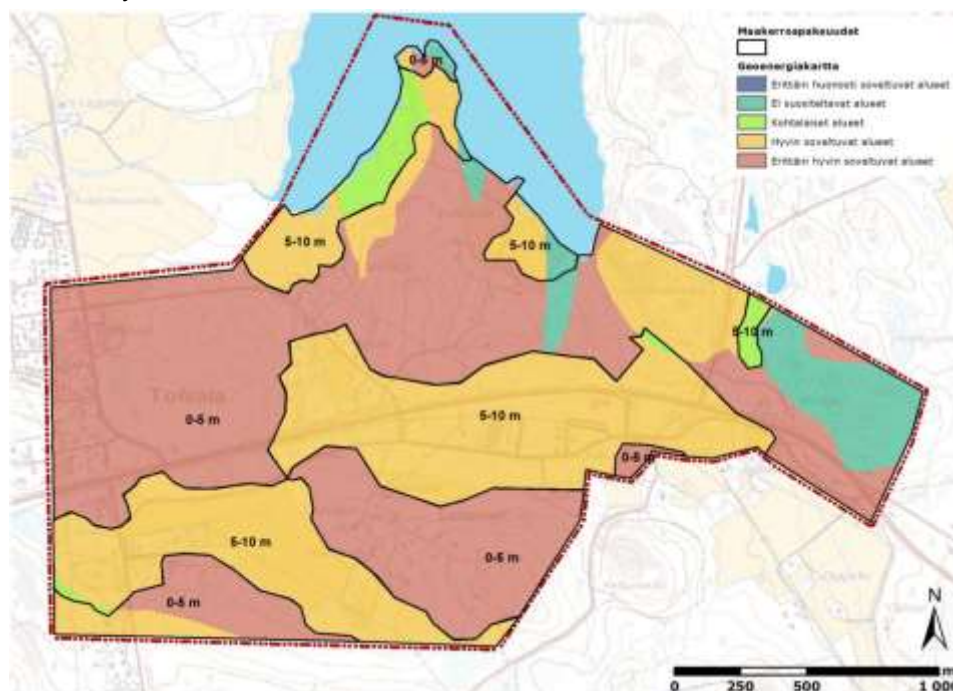 Maakerrospaksuudet
Geoenergiakartta
Erittäin huonosti soveltuvat alueet
Ei suositeltavat alueet
Kohtalaiset alueet
Hyvin soveltuvat alueet
Erittäin hyvin soveltuvat alueet
0-5 m
5-10 m
5-10 m
5-10 m
Tolvala
0-5 m
5-10 m
0-5 m
5-10 m
0-5 m
0-5 m
N
m
0 250 500 1 000